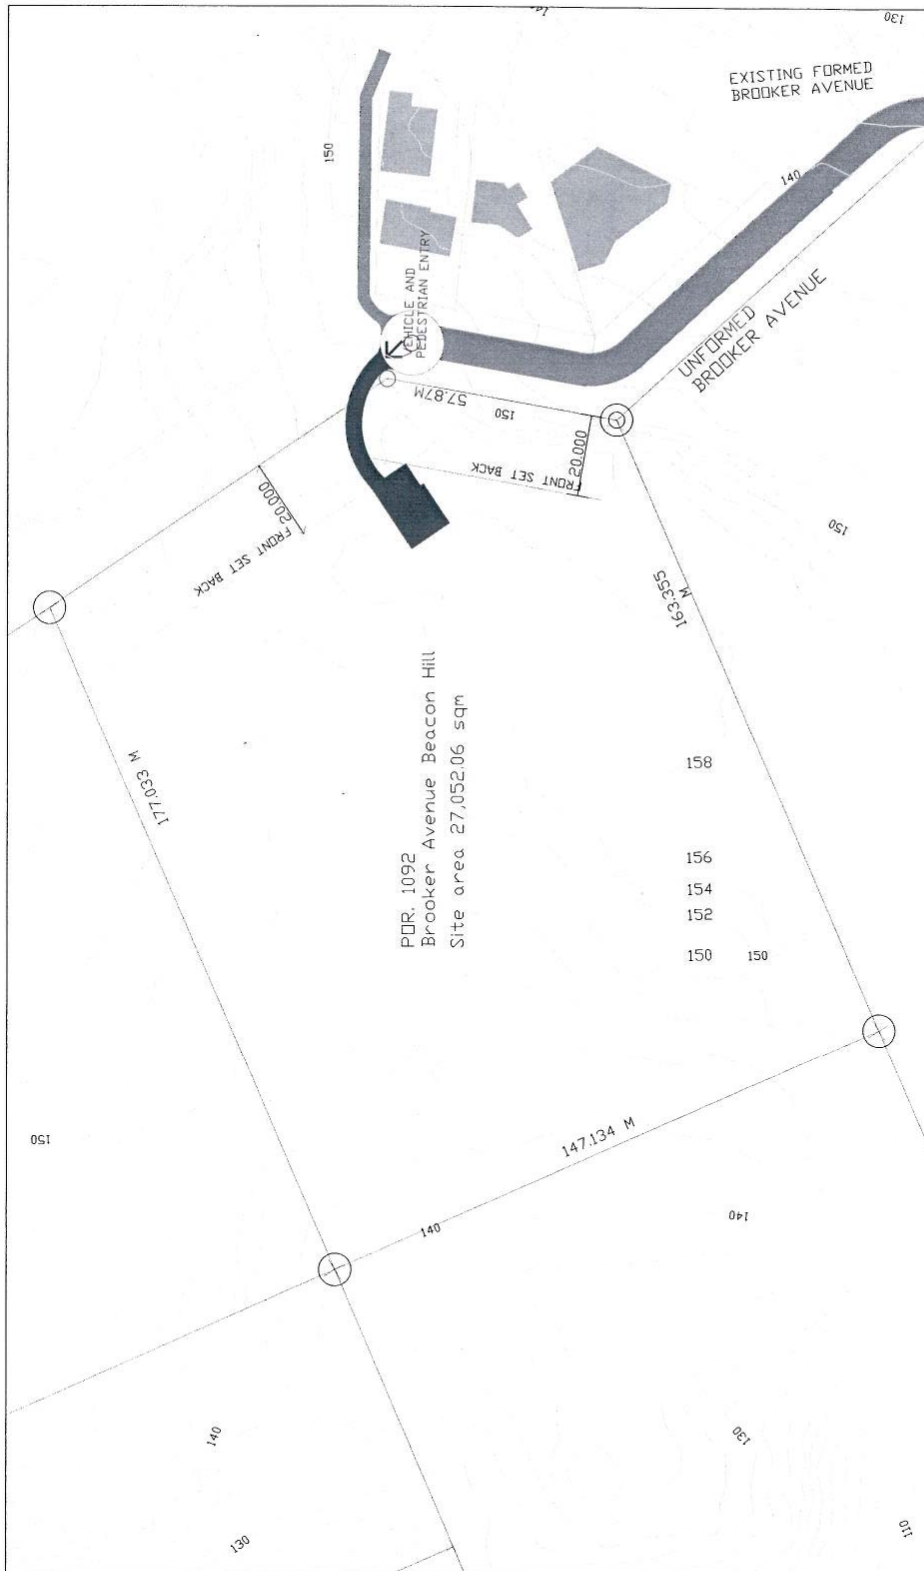 130
EXISTING FORMED
BROOKER AVENUE
150
140
VEHICLE AND
PEDESTRIAN ENTRY
UNFORMED
BROOKER AVENUE
57.87M
150
20.000
FRONT SET BACK
20.000
FRONT SET BACK
150
163.355
M
177.033 M
POR. 1092
Brooker Avenue Beacon Hill
Site area 27,052.06 sqm
158
156
154
152
150 150
150
147.134 M
140
140
140
130
130
110